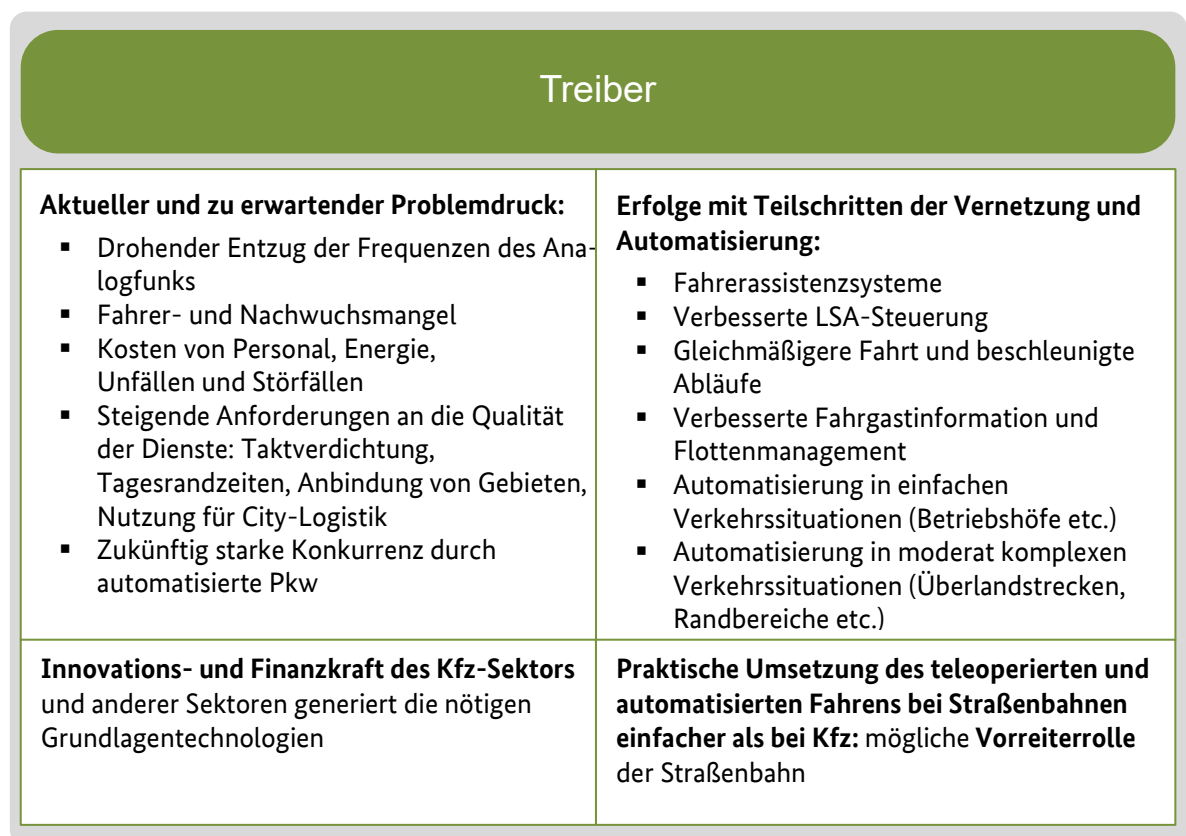 Treiber
Aktueller und zu erwartender Problemdruck:
▪ Drohender Entzug der Frequenzen des Ana-
logfunks
▪ Fahrer- und Nachwuchsmangel
▪ Kosten von Personal, Energie,
Unfällen und Störfällen
▪ Steigende Anforderungen an die Qualität
der Dienste: Taktverdichtung,
Tagesrandzeiten, Anbindung von Gebieten,
Nutzung für City-Logistik
▪ Zukünftig starke Konkurrenz durch
automatisierte Pkw
Erfolge mit Teilschritten der Vernetzung und
Automatisierung:
▪ Fahrerassistenzsysteme
▪ Verbesserte LSA-Steuerung
▪ Gleichmäßigere Fahrt und beschleunigte
Abläufe
▪ Verbesserte Fahrgastinformation und
Flottenmanagement
▪ Automatisierung in einfachen
Verkehrssituationen (Betriebshöfe etc.)
▪ Automatisierung in moderat komplexen
Verkehrssituationen (Überlandstrecken,
Randbereiche etc.)
Innovations- und Finanzkraft des Kfz-Sektors
und anderer Sektoren generiert die nötigen
Grundlagentechnologien
Praktische Umsetzung des teleoperierten und
automatisierten Fahrens bei Straßenbahnen
einfacher als bei Kfz: mögliche Vorreiterrolle
der Straßenbahn